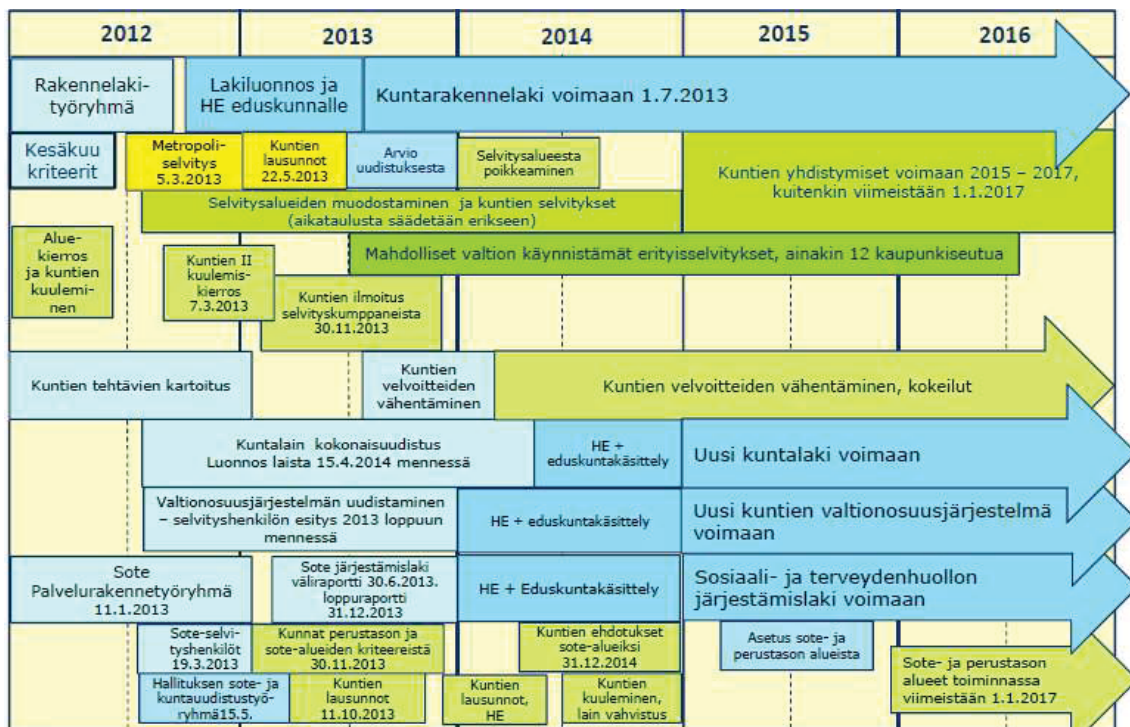 2012 2013 2014 2015 2016
Rakennelaki-
työryhmä
Lakiluonnos ja
HE eduskunnalle
Kuntarakennelaki voimaan 1.7.2013
Kesäkuu
kriteerit
Metropoli-
selvitys
5.3.2013
Kuntien
lausunnot
22.5.2013
Arvio
uudistuksesta
Selvitysalueesta
poikkeaminen
Kuntien yhdistymiset voimaan 2015 – 2017,
kuitenkin viimeistään 1.1.2017
Selvitysalueiden muodostaminen ja kuntien selvitykset
(aikataulusta säädetään erikseen)
Alue-
kierros
ja kuntien
kuulemi-
nen
Kuntien II
kuulemis-
kierros
7.3.2013
Mahdolliset valtion käynnistämät erityisselvitykset, ainakin 12 kaupunkiseutua
Kuntien ilmoitus
selvityskumppaneista
30.11.2013
Kuntien tehtävien kartoitus
Kuntien
velvoitteiden
vähentäminen
Kuntien velvoitteiden vähentäminen, kokeilut
Kuntalain kokonaisuudistus
Luonnos laista 15.4.2014 mennessä
HE +
eduskuntakäsittely
Uusi kuntalaki voimaan
Valtionosuusjärjestelmän uudistaminen
– selvityshenkilön esitys 2013 loppuun
mennessä
HE + eduskuntakäsittely
Uusi kuntien valtionosuusjärjestelmä
voimaan
Sote
Palvelurakennetyöryhmä
11.1.2013
Sote järjestämislaki
väliraportti 30.6.2013.
loppuraportti
31.12.2013
HE + Eduskuntakäsittely
Sosiaali- ja terveydenhuollon
järjestämislaki voimaan
Sote-selvi-
tyshenkilöt
19.3.2013
Kunnat perustason ja
sote-alueiden kriteereistä
30.11.2013
Kuntien ehdotukset
sote-alueiksi
31.12.2014
Asetus sote- ja
perustason alueista
Sote- ja perustason
alueet toiminnassa
viimeistään 1.1.2017
Hallituksen sote- ja
kuntauudistustyö-
ryhmä15.5.
Kuntien
lausunnot
11.10.2013
Kuntien
lausunnot,
HE
Kuntien
kuuleminen,
lain vahvistus